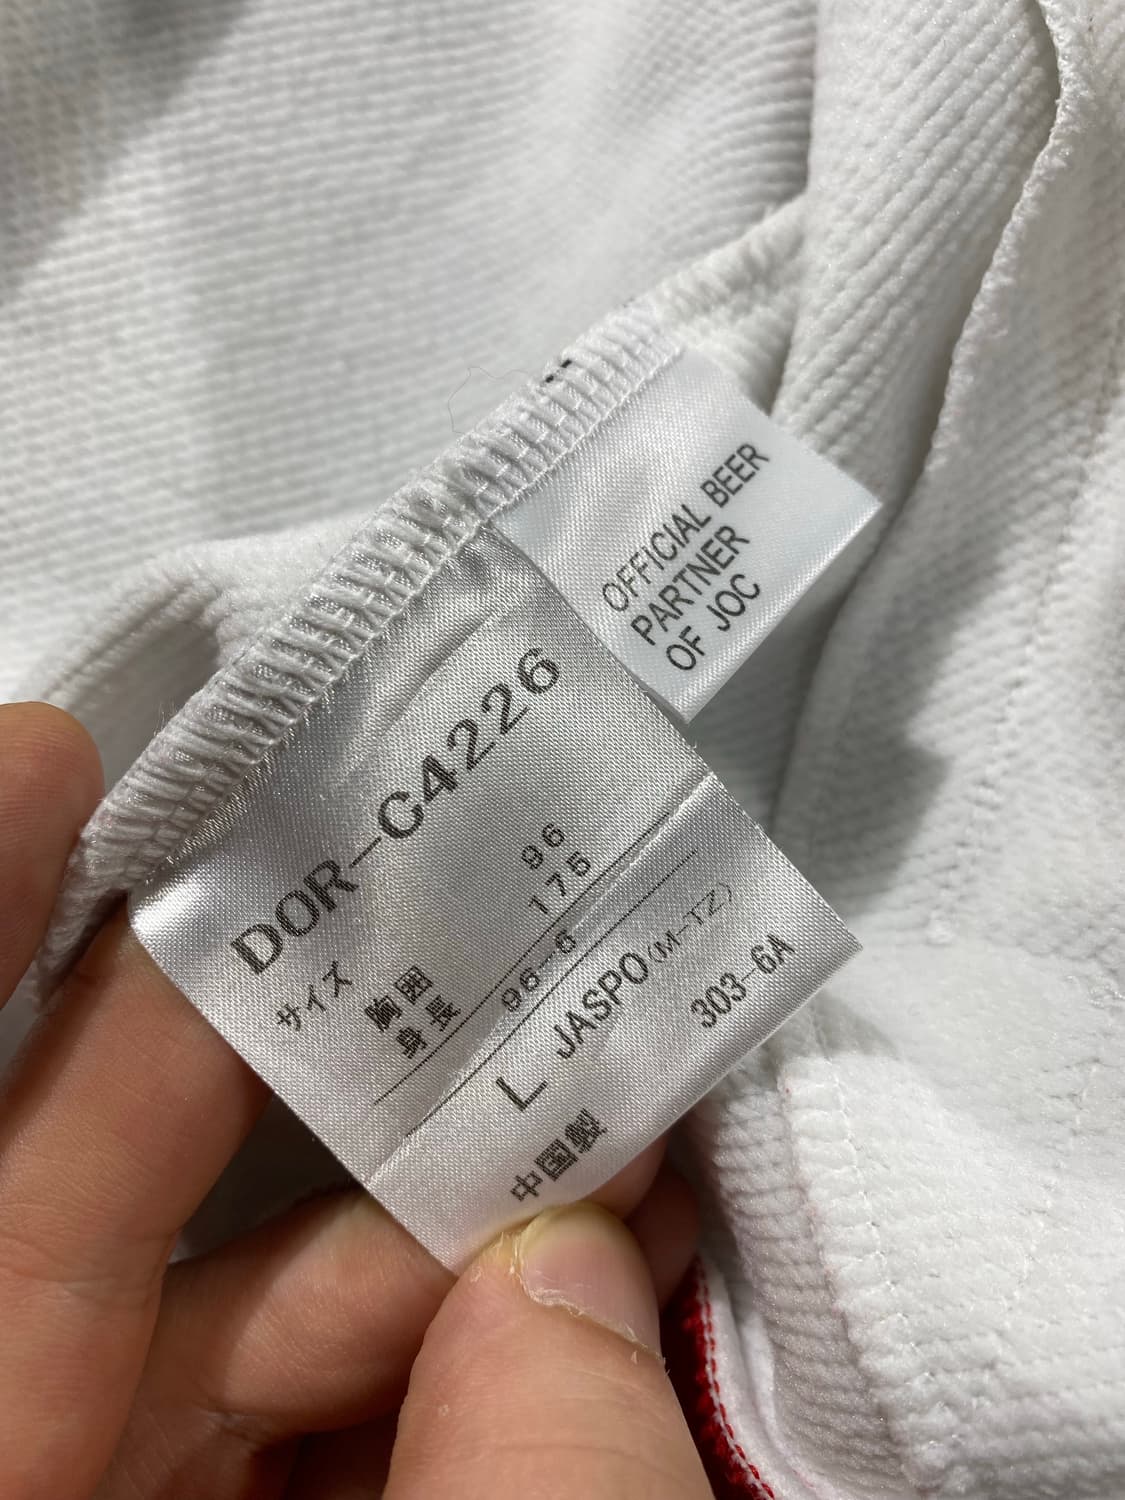 OFFICIAL BEER
PARTNER
OF JOC
DOR-C4226
サイズ
胸囲 96
身長 175
96-6
L JASPO(M-TZ)
303-6A
中国製